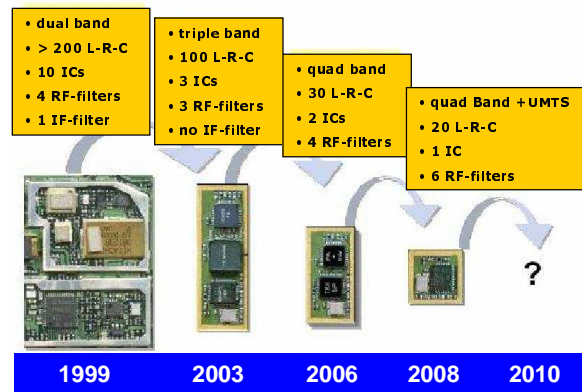 • dual band
• > 200 L-R-C
• 10 ICs
• 4 RF-filters
• 1 IF-filter
• triple band
• 100 L-R-C
• 3 ICs
• 3 RF-filters
• no IF-filter
• quad band
• 30 L-R-C
• 2 ICs
• 4 RF-filters
• quad Band +UMTS
• 20 L-R-C
• 1 IC
• 6 RF-filters
HITACHI
?
1999 2003 2006 2008 2010